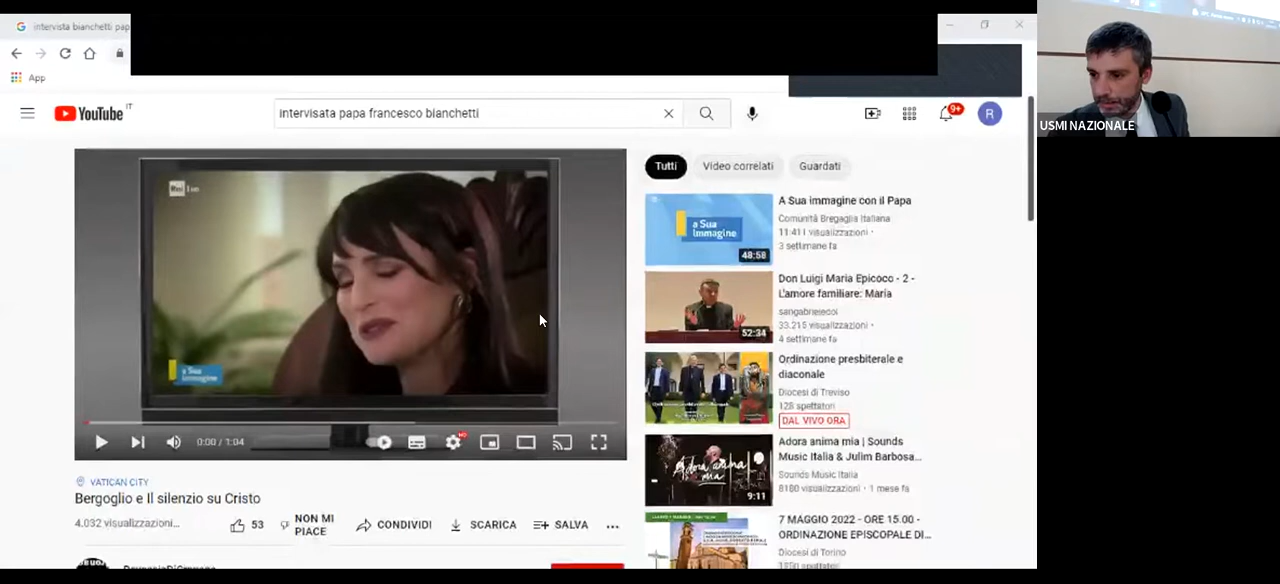 intervista bianchetti pap
App
YouTube IT
intervisata papa francesco bianchetti
9+
R
USMI NAZIONALE
Rai 1
a Sua
Immagine
0:00 / 1:04
HD
VATICAN CITY
Bergoglio e Il silenzio su Cristo
4.032 visualizzazioni...
53
NON MI
PIACE
CONDIVIDI
SCARICA
SALVA
Tutti
Video correlati
Guardati
a Sua
Immagine
48:58
A Sua immagine con il Papa
Comunità Bregaglia Italiana
11:411 visualizzazioni •
3 settimane fa
52:34
Don Luigi Maria Epicoco - 2 -
L'amore familiare: Maria
sangabrielecol
33.215 visualizzazioni •
4 settimane fa
Ordinazione presbiterale e
diaconale
Diocesi di Treviso
128 spettatori
DAL VIVO ORA
Adora anima mia
9:11
Adora anima mia | Sounds
Music Italia & Julim Barbosa...
Sounds Music Italia
8180 visualizzazioni • 1 mese fa
7 MAGGIO 2022 - ORE 15.00 -
ORDINAZIONE EPISCOPALE DI...
Diocesi di Torino